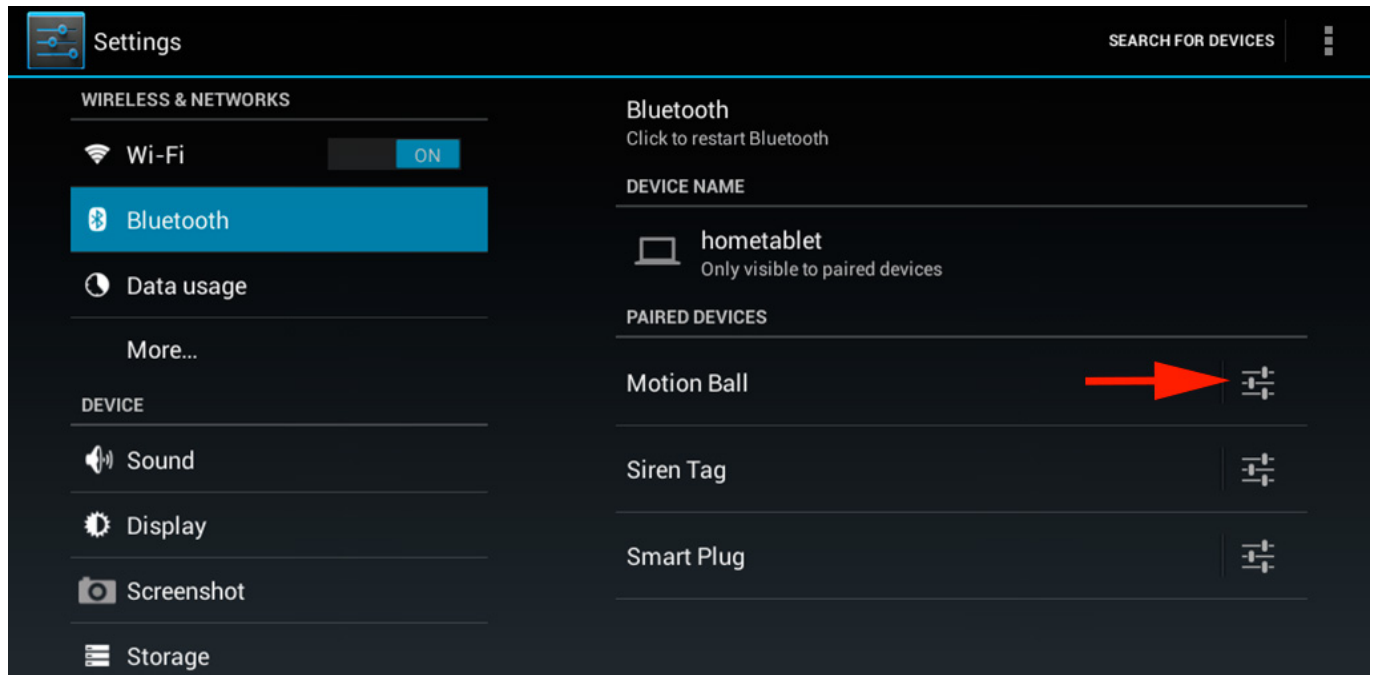 Settings
SEARCH FOR DEVICES
WIRELESS & NETWORKS
Wi-Fi
ON
Bluetooth
Data usage
More...
DEVICE
Sound
Display
Screenshot
Storage
Bluetooth
Click to restart Bluetooth
DEVICE NAME
hometablet
Only visible to paired devices
PAIRED DEVICES
Motion Ball
Siren Tag
Smart Plug